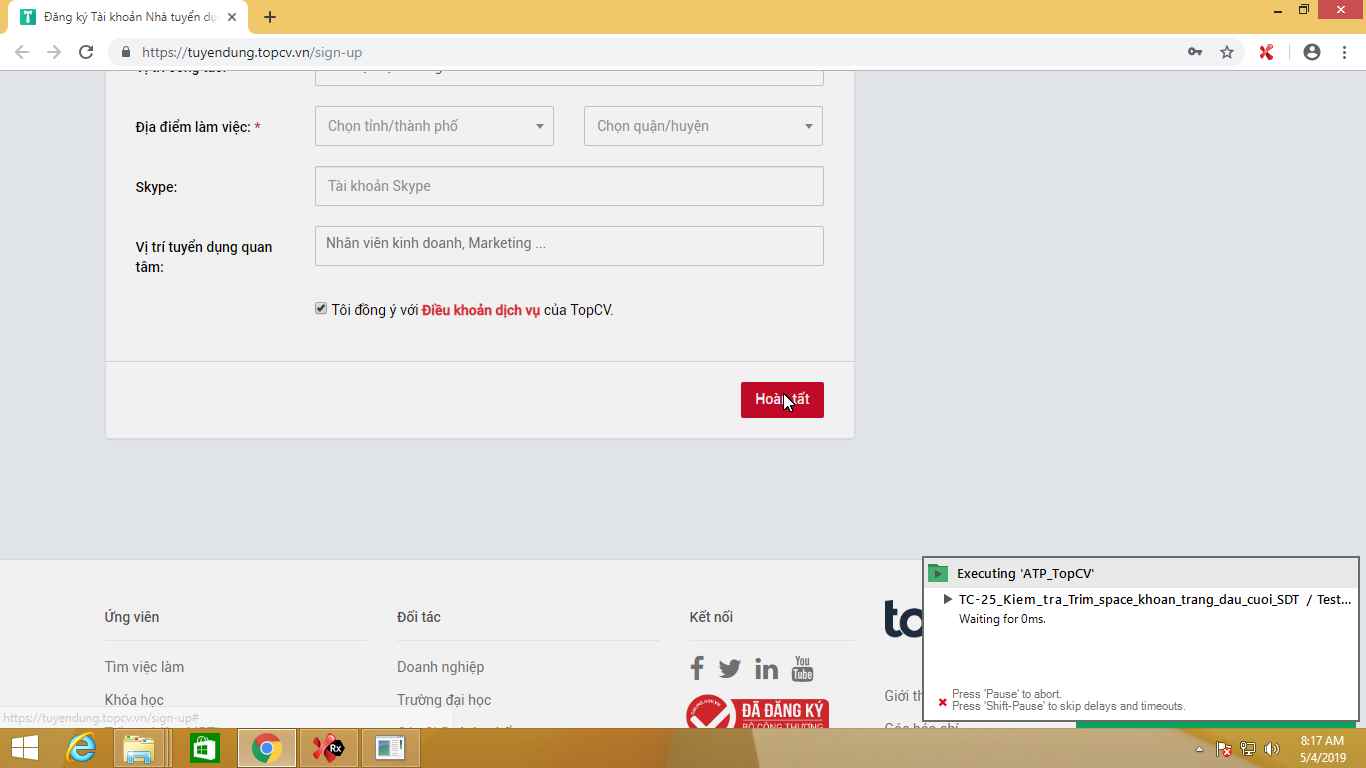 Đăng ký Tài khoản Nhà tuyển dụ
https://tuyendung.topcv.vn/sign-up
Địa điểm làm việc: *
Chọn tỉnh/thành phố
Chọn quận/huyện
Skype:
Tài khoản Skype
Vị trí tuyển dụng quan
tâm:
Nhân viên kinh doanh, Marketing ...
Tôi đồng ý với Điều khoản dịch vụ của TopCV.
Hoàn tất
Ứng viên
Đối tác
Kết nối
Tìm việc làm
Doanh nghiệp
Khóa học
Trường đại học
You
Tube
ĐÃ ĐĂNG KÝ
BỘ CÔNG THƯƠNG
to
Giới th
https://tuyendung.topcv.vn/sign-up#
Executing 'ATP_TopCV'
TC-25_Kiem_tra_Trim_space_khoan_trang_dau_cuoi_SDT / Test...
Waiting for 0ms.
Press 'Pause' to abort.
Press 'Shift-Pause' to skip delays and timeouts.
Rx
8:17 AM
5/4/2019